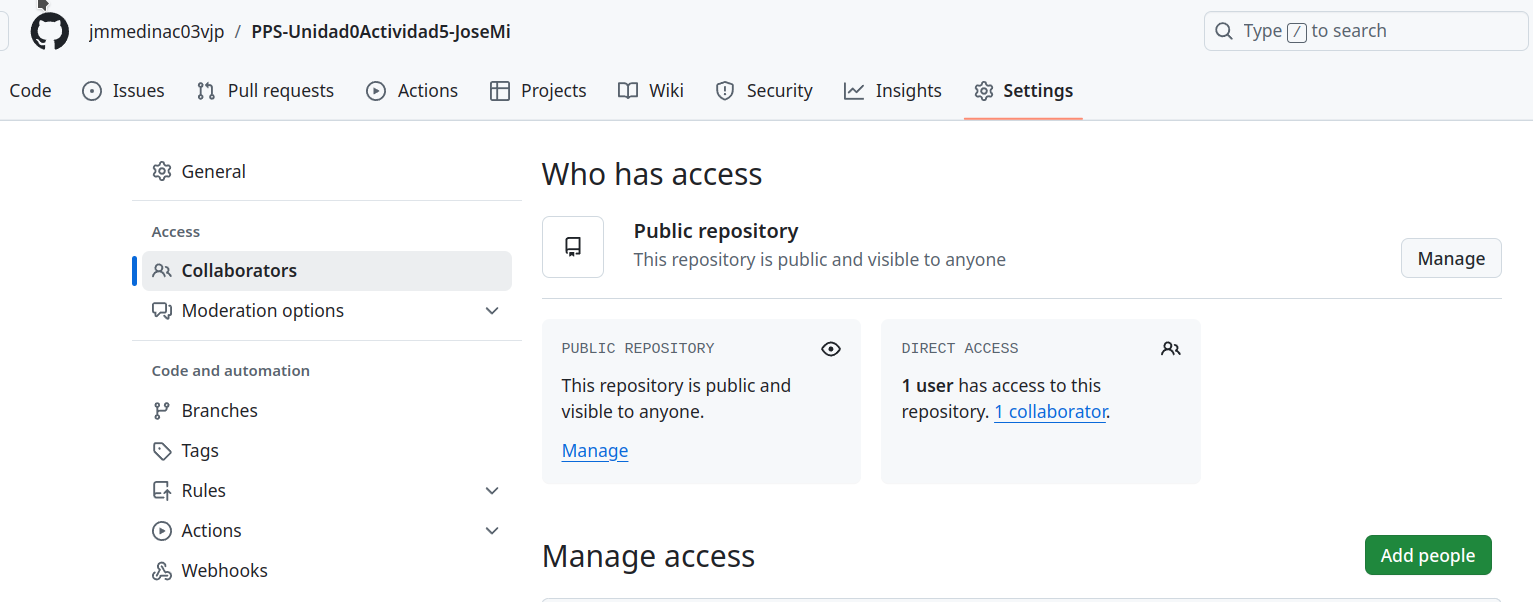 jmmedinac03vjp / PPS-Unidad0Actividad5-JoseMi
Type / to search
Code Issues Pull requests Actions Projects Wiki Security Insights Settings
General
Access
Collaborators
Moderation options
Code and automation
Branches
Tags
Rules
Actions
Webhooks
Who has access
Public repository
This repository is public and visible to anyone
Manage
PUBLIC REPOSITORY
This repository is public and
visible to anyone.
Manage
DIRECT ACCESS
1 user has access to this
repository. 1 collaborator.
Manage access
Add people